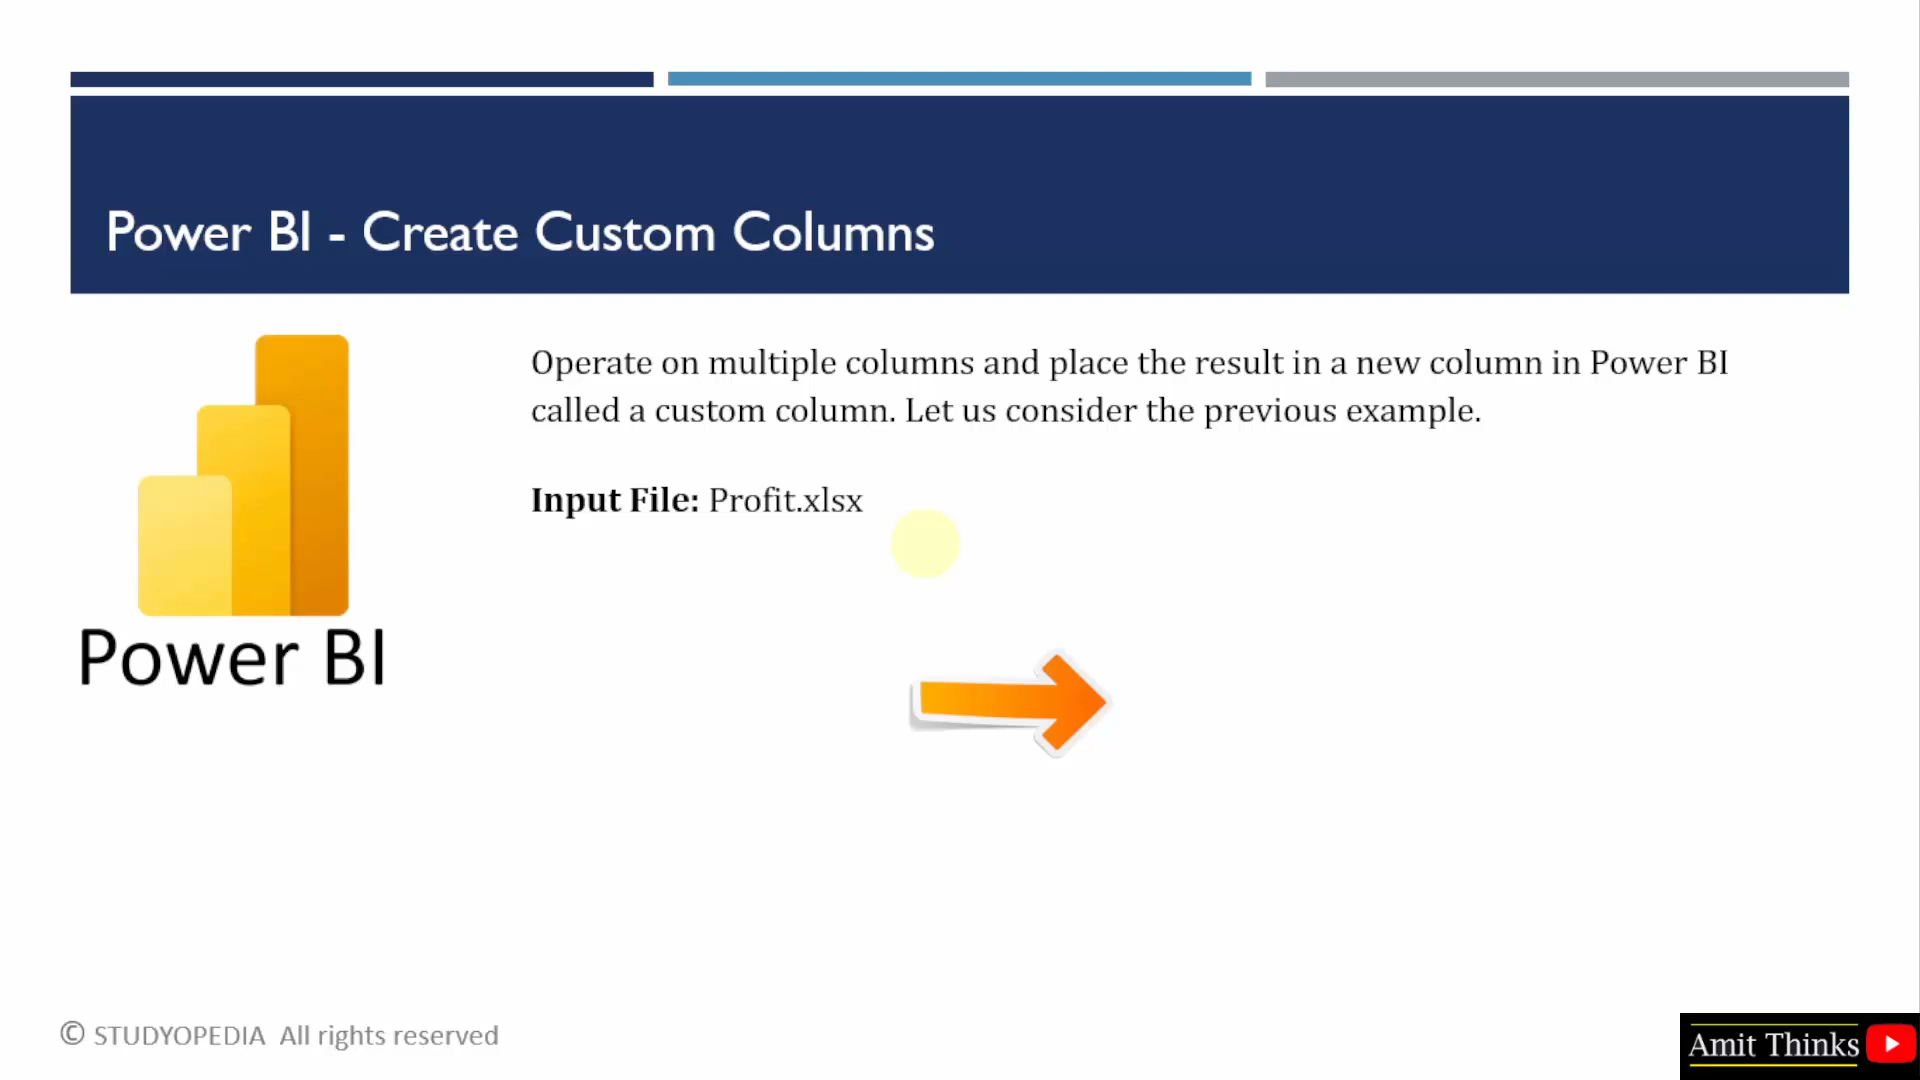 Power BI - Create Custom Columns
Operate on multiple columns and place the result in a new column in Power BI
called a custom column. Let us consider the previous example.
Input File: Profit.xlsx
Power BI
© STUDYOPEDIA All rights reserved
Amit Thinks